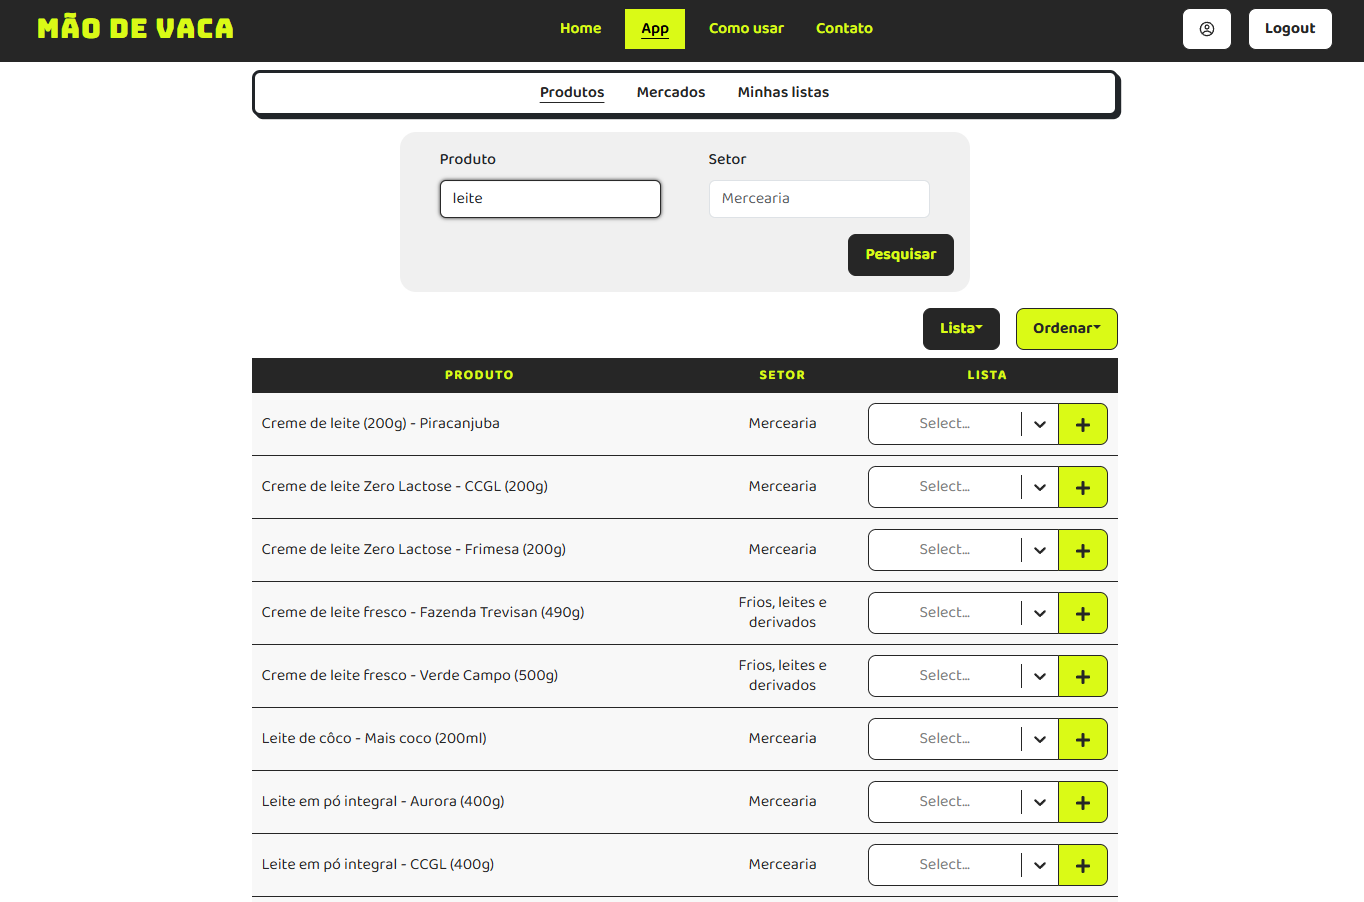 MÃO DE VACA
Home App Como usar Contato
Logout
Produtos Mercados Minhas listas
Produto Setor
leite Mercearia
Pesquisar
Lista Ordenar
PRODUTO SETOR LISTA
Creme de leite (200g) - Piracanjuba Mercearia Select... +
Creme de leite Zero Lactose - CCGL (200g) Mercearia Select... +
Creme de leite Zero Lactose - Frimesa (200g) Mercearia Select... +
Creme de leite fresco - Fazenda Trevisan (490g) Frios, leites e derivados Select... +
Creme de leite fresco - Verde Campo (500g) Frios, leites e derivados Select... +
Leite de côco - Mais coco (200ml) Mercearia Select... +
Leite em pó integral - Aurora (400g) Mercearia Select... +
Leite em pó integral - CCGL (400g) Mercearia Select... +